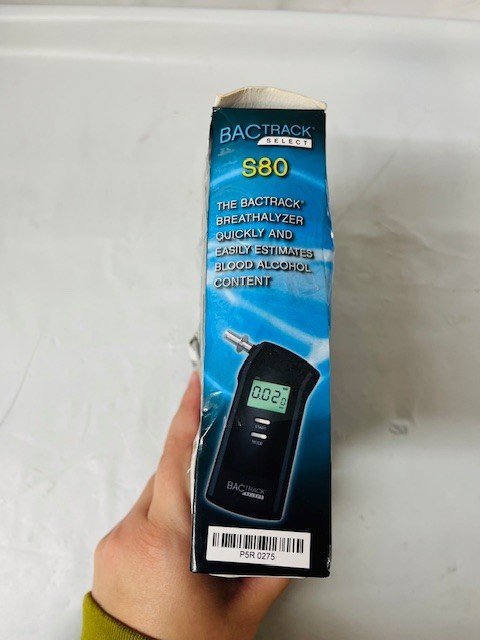 BACTRACK®
SELECT
S80
THE BACTRACK®
BREATHALYZER
QUICKLY AND
EASILY ESTIMATES
BLOOD ALCOHOL
CONTENT
0.020
START
BACTRACK
SELECT
P5R 0275